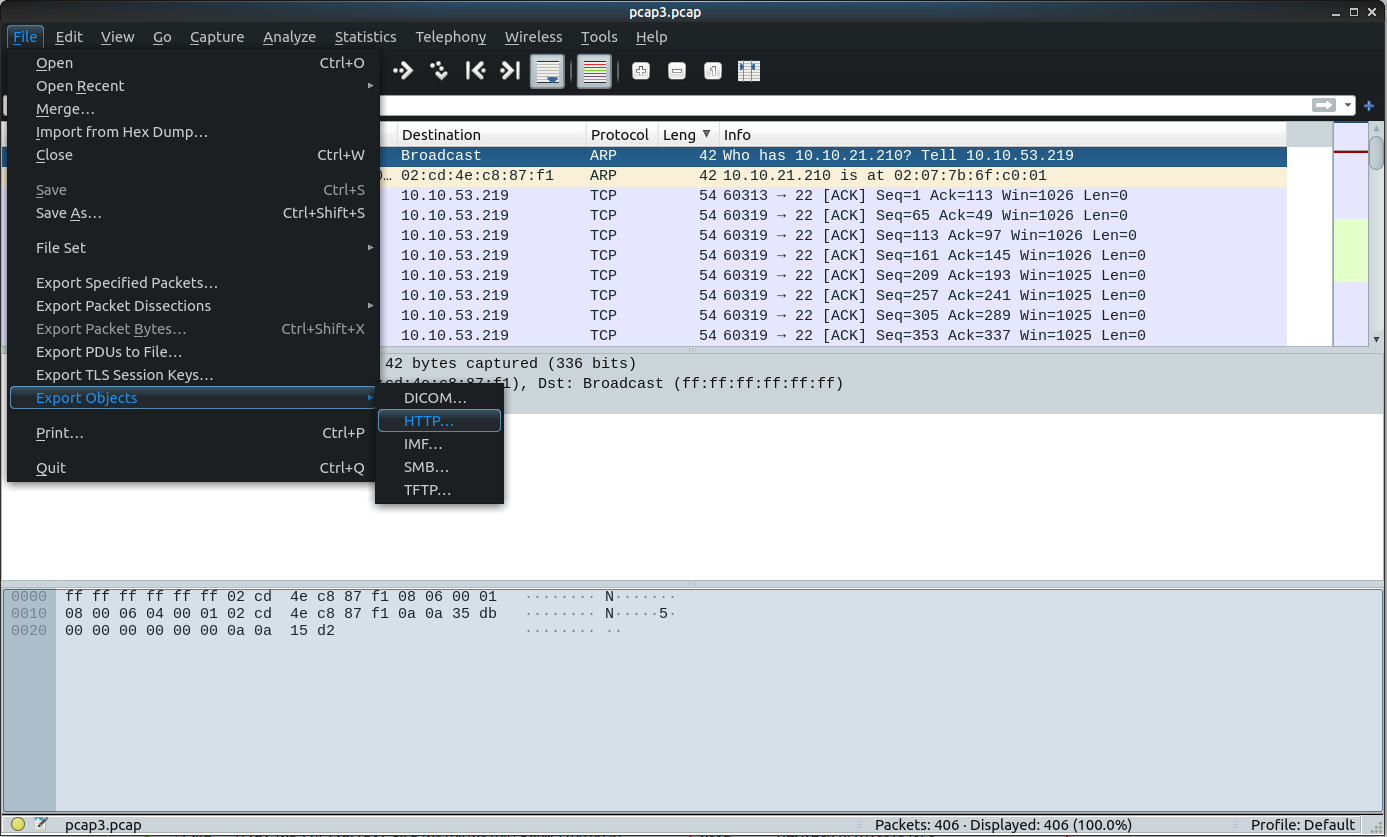 pcap3.pcap
File Edit View Go Capture Analyze Statistics Telephony Wireless Tools Help
Open Ctrl+O
Open Recent
Merge…
Import from Hex Dump…
Close Ctrl+W
Save Ctrl+S
Save As… Ctrl+Shift+S
File Set
Export Specified Packets…
Export Packet Dissections
Export Packet Bytes… Ctrl+Shift+X
Export PDUs to File…
Export TLS Session Keys…
Export Objects
Print… Ctrl+P
Quit Ctrl+Q
DICOM…
HTTP…
IMF…
SMB…
TFTP…
Destination Protocol Leng Info
Broadcast ARP 42 Who has 10.10.21.210? Tell 10.10.53.219
02:cd:4e:c8:87:f1 ARP 42 10.10.21.210 is at 02:07:7b:6f:c0:01
10.10.53.219 TCP 54 60313 → 22 [ACK] Seq=1 Ack=113 Win=1026 Len=0
10.10.53.219 TCP 54 60319 → 22 [ACK] Seq=65 Ack=49 Win=1026 Len=0
10.10.53.219 TCP 54 60319 → 22 [ACK] Seq=113 Ack=97 Win=1026 Len=0
10.10.53.219 TCP 54 60319 → 22 [ACK] Seq=161 Ack=145 Win=1026 Len=0
10.10.53.219 TCP 54 60319 → 22 [ACK] Seq=209 Ack=193 Win=1025 Len=0
10.10.53.219 TCP 54 60319 → 22 [ACK] Seq=257 Ack=241 Win=1025 Len=0
10.10.53.219 TCP 54 60319 → 22 [ACK] Seq=305 Ack=289 Win=1025 Len=0
10.10.53.219 TCP 54 60319 → 22 [ACK] Seq=353 Ack=337 Win=1025 Len=0
42 bytes captured (336 bits)
:cd:4e:c8:87:f1), Dst: Broadcast (ff:ff:ff:ff:ff:ff)
0000 ff ff ff ff ff ff 02 cd 4e c8 87 f1 08 06 00 01 ········ N·······
0010 08 00 06 04 00 01 02 cd 4e c8 87 f1 0a 0a 35 db ········ N·····5·
0020 00 00 00 00 00 00 0a 0a 15 d2 ········ ··
pcap3.pcap Packets: 406 · Displayed: 406 (100.0%) Profile: Default